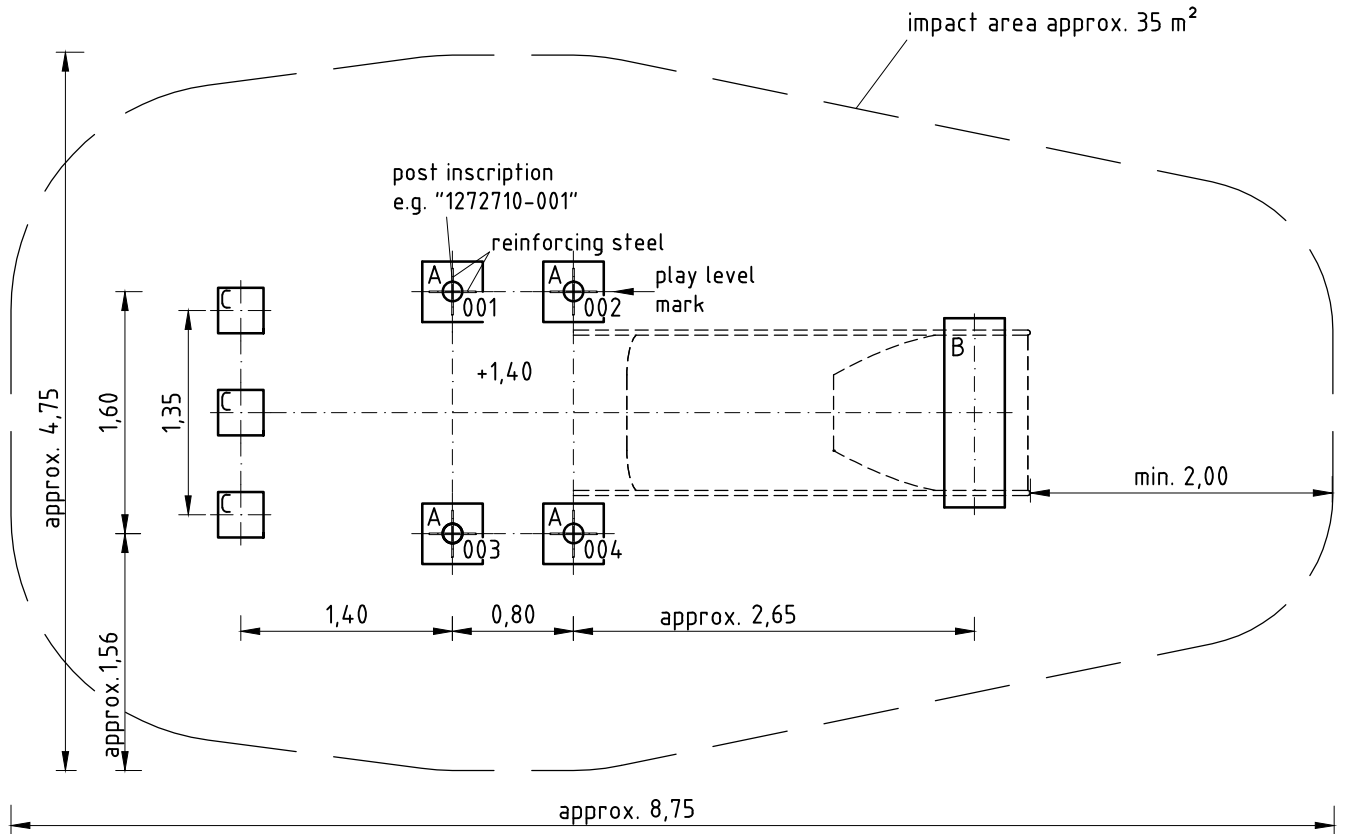 impact area approx. 35 m²
post inscription
e.g. "1272710-001"
reinforcing steel
A
001
A
002
play level
mark
C
B
+1,40
approx. 4,75
1,60
1,35
C
min. 2,00
C
A
003
A
004
1,40
0,80
approx. 2,65
approx. 1,56
approx. 8,75